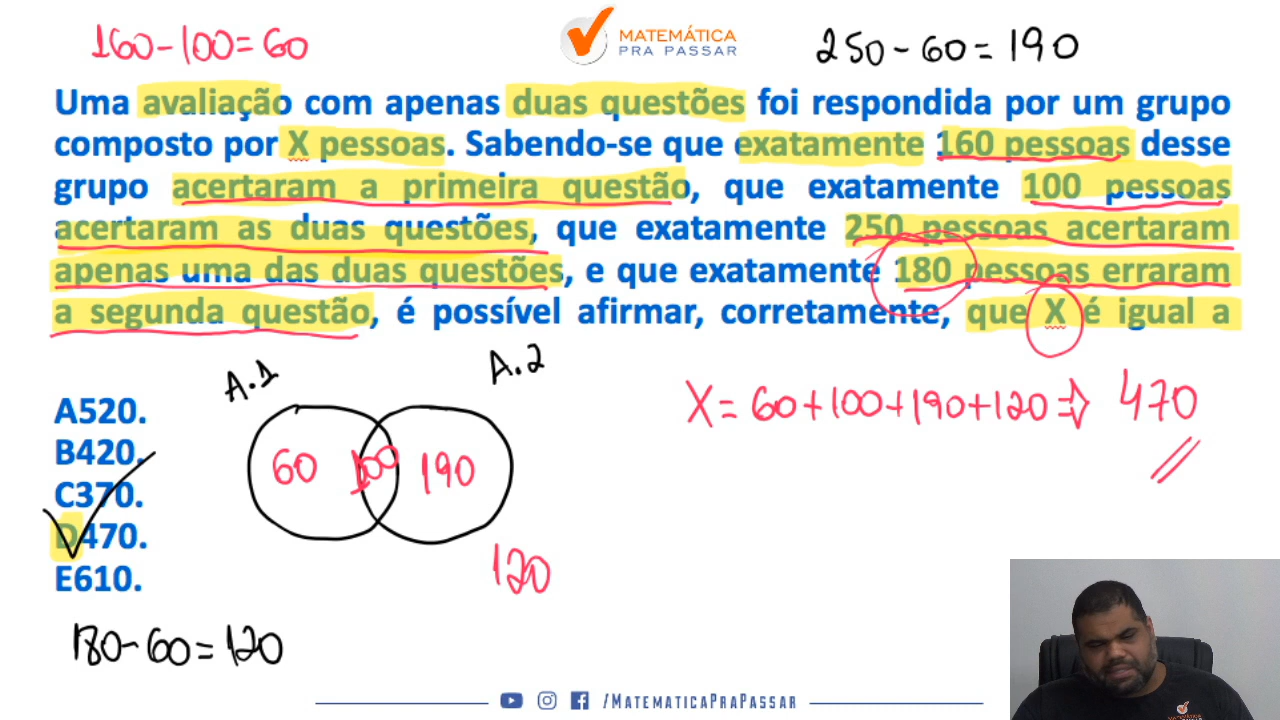 160-100=60
MATEMÁTICA
PRA PASSAR
250-60=190
Uma avaliação com apenas duas questões foi respondida por um grupo
composto por X pessoas. Sabendo-se que exatamente 160 pessoas desse
grupo acertaram a primeira questão, que exatamente 100 pessoas
acertaram as duas questões, que exatamente 250 pessoas acertaram
apenas uma das duas questões, e que exatamente 180 pessoas erraram
a segunda questão, é possível afirmar, corretamente, que X é igual a
A.1
A.2
X=60+100+190+120⇒ 470
A520.
B420.
C370.
D470.
E610.
60 100 190
120
180-60=120
/MATEMATICAPRAPASSAR